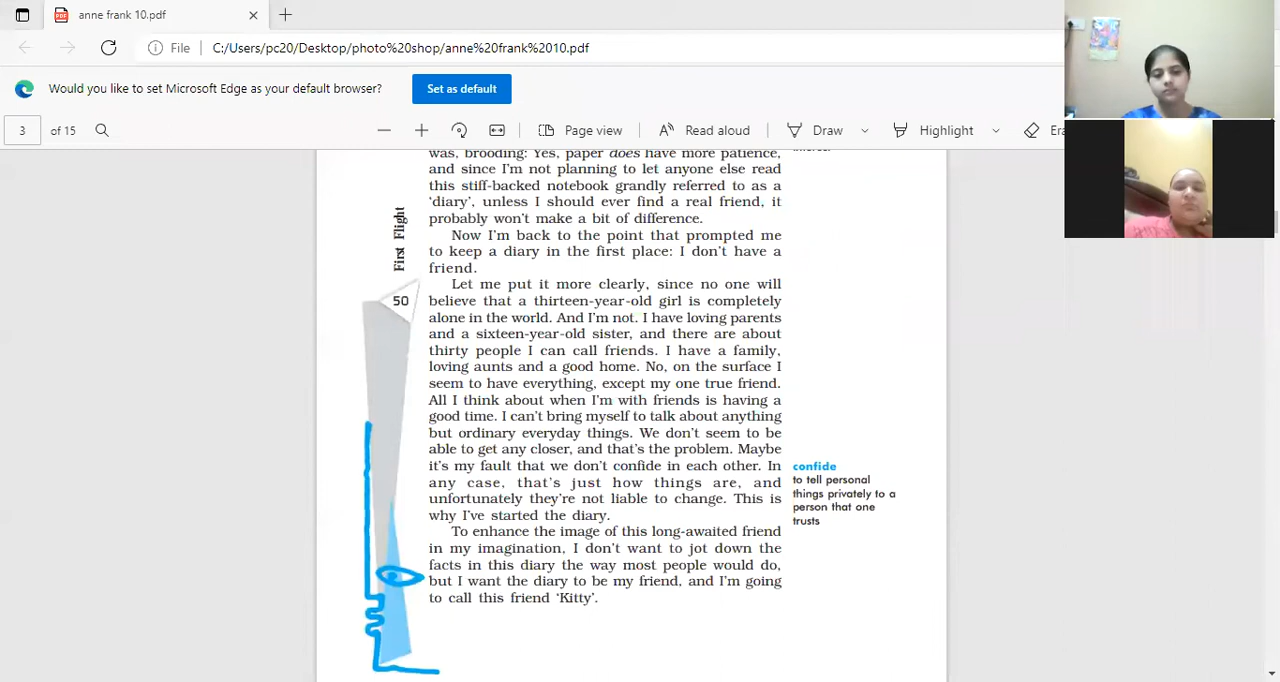 anne frank 10.pdf
File C:/Users/pc20/Desktop/photo%20shop/anne%20frank%2010.pdf
Would you like to set Microsoft Edge as your default browser? Set as default
3 of 15 Page view Read aloud Draw Highlight
was, brooding: Yes, paper does have more patience,
and since I'm not planning to let anyone else read
this stiff-backed notebook grandly referred to as a
‘diary’, unless I should ever find a real friend, it
probably won't make a bit of difference.
Now I'm back to the point that prompted me
to keep a diary in the first place: I don't have a
friend.
Let me put it more clearly, since no one will
believe that a thirteen-year-old girl is completely
alone in the world. And I'm not. I have loving parents
and a sixteen-year-old sister, and there are about
thirty people I can call friends. I have a family,
loving aunts and a good home. No, on the surface I
seem to have everything, except my one true friend.
All I think about when I'm with friends is having a
good time. I can't bring myself to talk about anything
but ordinary everyday things. We don't seem to be
able to get any closer, and that's the problem. Maybe
it's my fault that we don't confide in each other. In
any case, that's just how things are, and
unfortunately they're not liable to change. This is
why I've started the diary.
To enhance the image of this long-awaited friend
in my imagination, I don't want to jot down the
facts in this diary the way most people would do,
but I want the diary to be my friend, and I'm going
to call this friend ‘Kitty’.
First Flight
50
confide
to tell personal
things privately to a
person that one
trusts